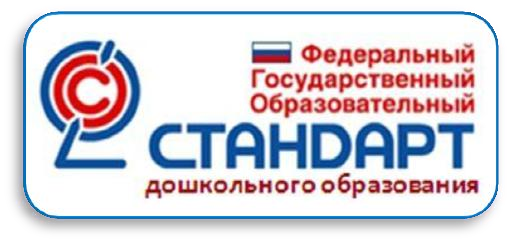 Федеральный
Государственный
Образовательный
СТАНДАРТ
дошкольного образования